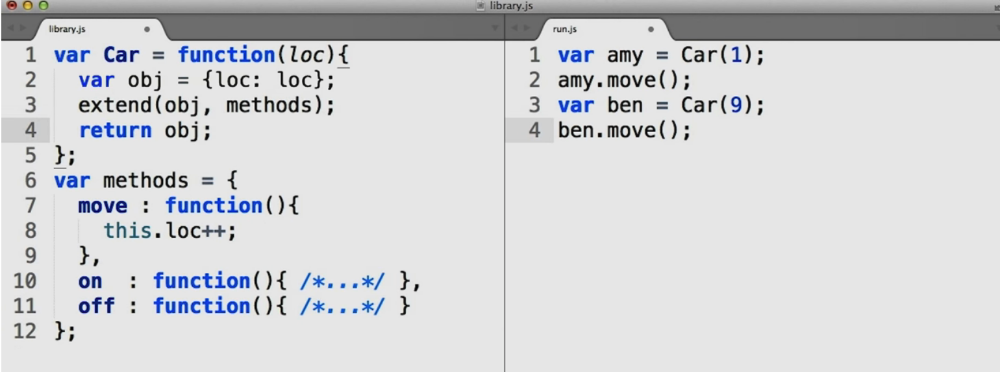 library.js
library.js
1 var Car = function(loc){
2   var obj = {loc: loc};
3   extend(obj, methods);
4   return obj;
5 };
6 var methods = {
7   move : function(){
8     this.loc++;
9   },
10   on  : function(){ /*...*/ },
11   off : function(){ /*...*/ }
12 };
run.js
1 var amy = Car(1);
2 amy.move();
3 var ben = Car(9);
4 ben.move();